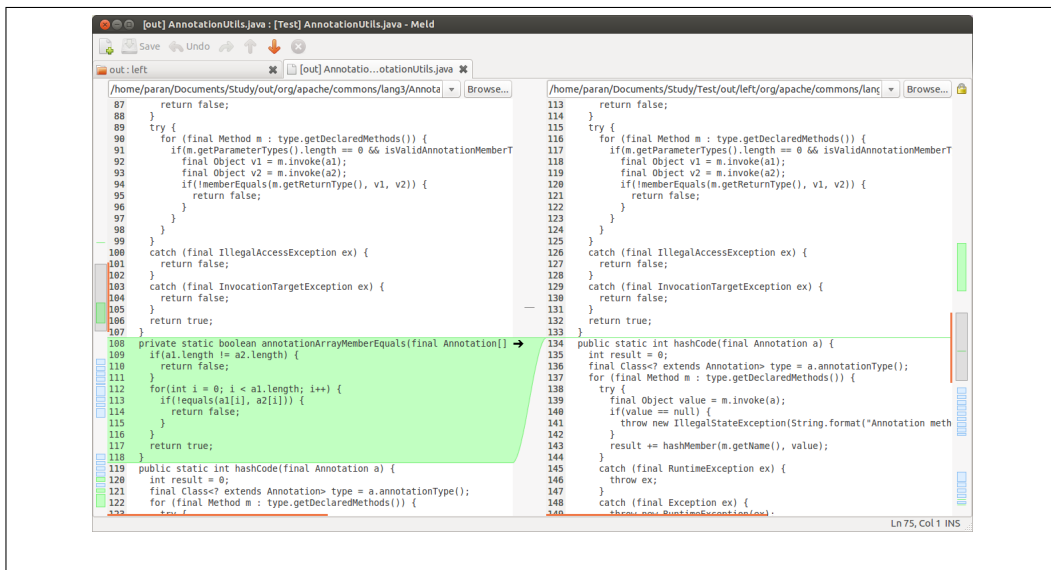 [out] AnnotationUtils.java : [Test] AnnotationUtils.java - Meld
Save Undo
out : left [out] Annotatio...otationUtils.java
/home/paran/Documents/Study/out/org/apache/commons/lang3/Annota Browse...
87 return false;
88 }
89 try {
90 for (final Method m : type.getDeclaredMethods()) {
91 if(m.getParameterTypes().length == 0 && isValidAnnotationMemberT
92 final Object v1 = m.invoke(a1);
93 final Object v2 = m.invoke(a2);
94 if(!memberEquals(m.getReturnType(), v1, v2)) {
95 return false;
96 }
97 }
98 }
99 }
100 catch (final IllegalAccessException ex) {
101 return false;
102 }
103 catch (final InvocationTargetException ex) {
104 return false;
105 }
106 return true;
107 }
108 private static boolean annotationArrayMemberEquals(final Annotation[]
109 if(a1.length != a2.length) {
110 return false;
111 }
112 for(int i = 0; i < a1.length; i++) {
113 if(!equals(a1[i], a2[i])) {
114 return false;
115 }
116 }
117 return true;
118 }
119 public static int hashCode(final Annotation a) {
120 int result = 0;
121 final Class<? extends Annotation> type = a.annotationType();
122 for (final Method m : type.getDeclaredMethods()) {
123 try {
/home/paran/Documents/Study/Test/out/left/org/apache/commons/lang Browse...
113 return false;
114 }
115 try {
116 for (final Method m : type.getDeclaredMethods()) {
117 if(m.getParameterTypes().length == 0 && isValidAnnotationMemberT
118 final Object v1 = m.invoke(a1);
119 final Object v2 = m.invoke(a2);
120 if(!memberEquals(m.getReturnType(), v1, v2)) {
121 return false;
122 }
123 }
124 }
125 }
126 catch (final IllegalAccessException ex) {
127 return false;
128 }
129 catch (final InvocationTargetException ex) {
130 return false;
131 }
132 return true;
133 }
134 public static int hashCode(final Annotation a) {
135 int result = 0;
136 final Class<? extends Annotation> type = a.annotationType();
137 for (final Method m : type.getDeclaredMethods()) {
138 try {
139 final Object value = m.invoke(a);
140 if(value == null) {
141 throw new IllegalStateException(String.format("Annotation meth
142 }
143 result += hashMember(m.getName(), value);
144 }
145 catch (final RuntimeException ex) {
146 throw ex;
147 }
148 catch (final Exception ex) {
149 throw new RuntimeException(ex);
Ln 75, Col 1 INS